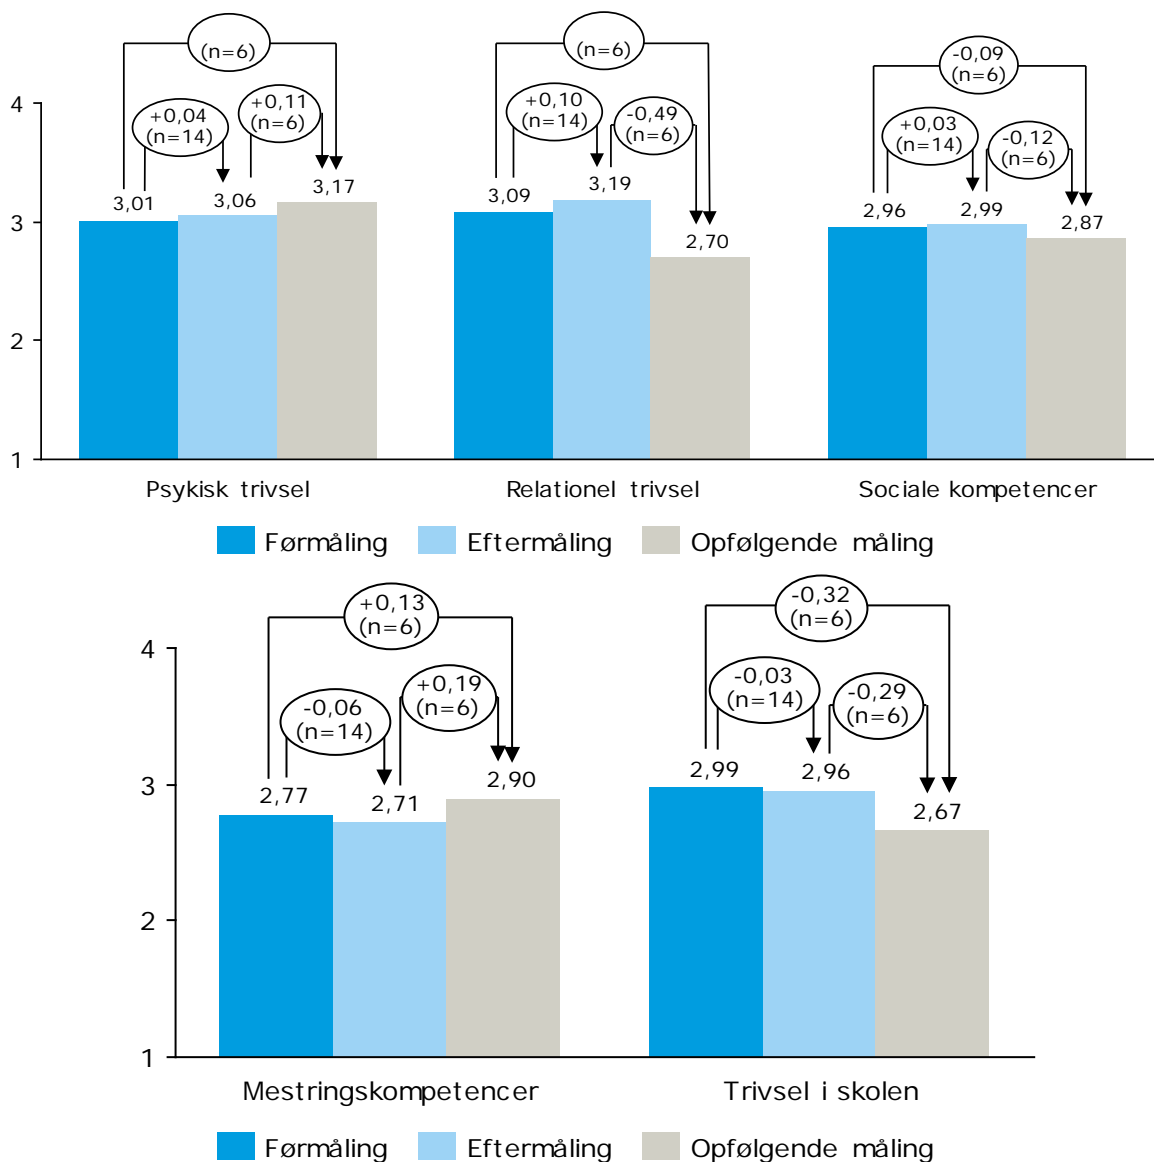 (n=6)
(n=6)
-0,09
(n=6)
+0,04
(n=14)
+0,11
(n=6)
+0,10
(n=14)
-0,49
(n=6)
+0,03
(n=14)
-0,12
(n=6)
4
3
2
1
3,01
3,06
3,17
3,09
3,19
2,70
2,96
2,99
2,87
Psykisk trivsel
Relationel trivsel
Sociale kompetencer
Førmåling
Eftermåling
Opfølgende måling
+0,13
(n=6)
-0,32
(n=6)
-0,06
(n=14)
+0,19
(n=6)
-0,03
(n=14)
-0,29
(n=6)
4
3
2
1
2,77
2,71
2,90
2,99
2,96
2,67
Mestringskompetencer
Trivsel i skolen
Førmåling
Eftermåling
Opfølgende måling